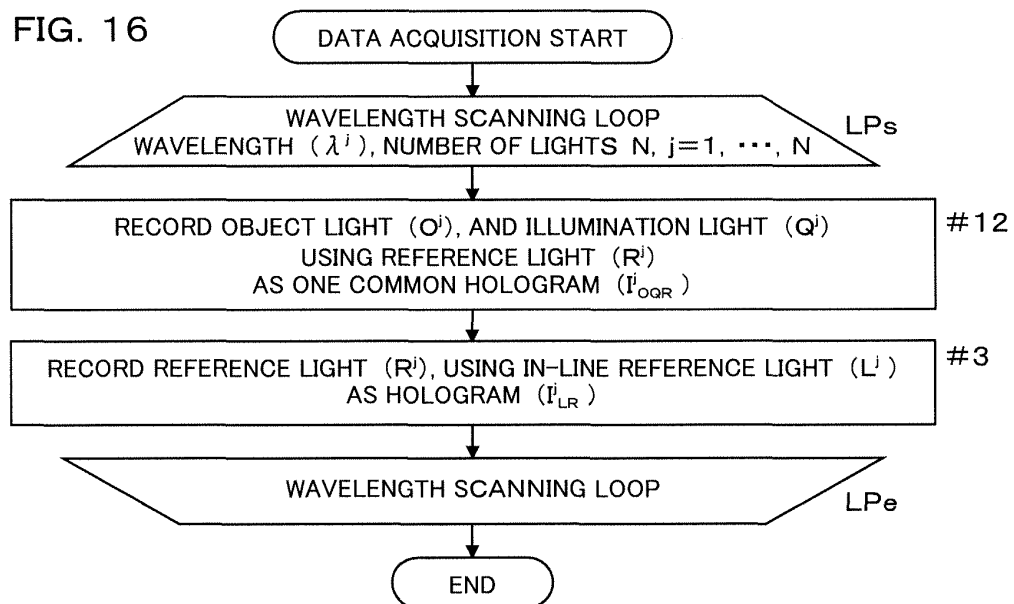 FIG. 16
DATA ACQUISITION START
WAVELENGTH SCANNING LOOP
WAVELENGTH (λʲ), NUMBER OF LIGHTS N, j=1, ･･･, N
LPs
RECORD OBJECT LIGHT (Oʲ), AND ILLUMINATION LIGHT (Qʲ)
USING REFERENCE LIGHT (Rʲ)
AS ONE COMMON HOLOGRAM (Iʲ_OQR)
#12
RECORD REFERENCE LIGHT (Rʲ), USING IN-LINE REFERENCE LIGHT (Lʲ)
AS HOLOGRAM (Iʲ_LR)
#3
WAVELENGTH SCANNING LOOP
LPe
END